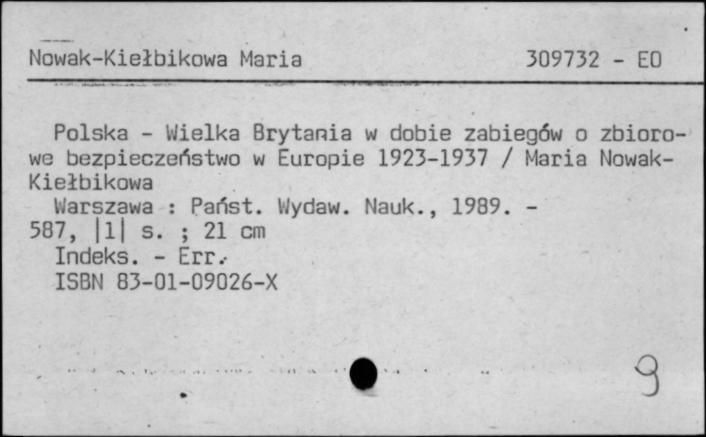 Nowak-Kiełbikowa Maria 309732 - EO
Polska - Wielka Brytania w dobie zabiegów o zbioro-
we bezpieczeństwo w Europie 1923-1937 / Maria Nowak-
Kiełbikowa
Warszawa : Państ. Wydaw. Nauk., 1989. -
587, |1| s. ; 21 cm
Indeks. - Err.
ISBN 83-01-09026-X
9